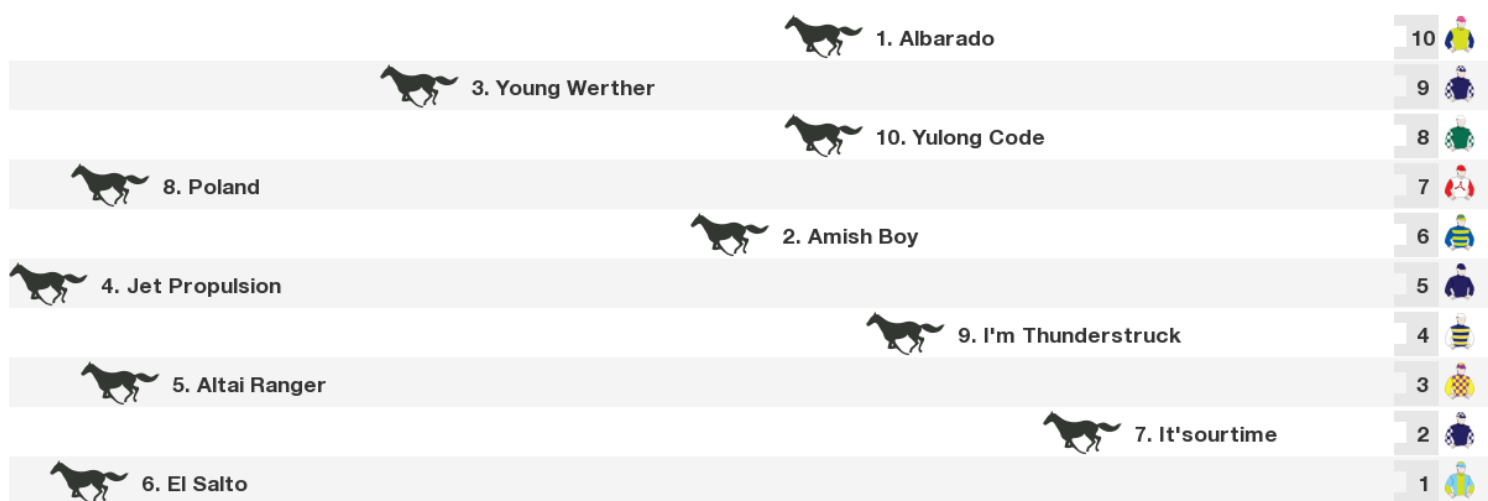 1. Albarado 10
3. Young Werther 9
10. Yulong Code 8
8. Poland 7
2. Amish Boy 6
4. Jet Propulsion 5
9. I'm Thunderstruck 4
5. Altai Ranger 3
7. It'sourtime 2
6. El Salto 1